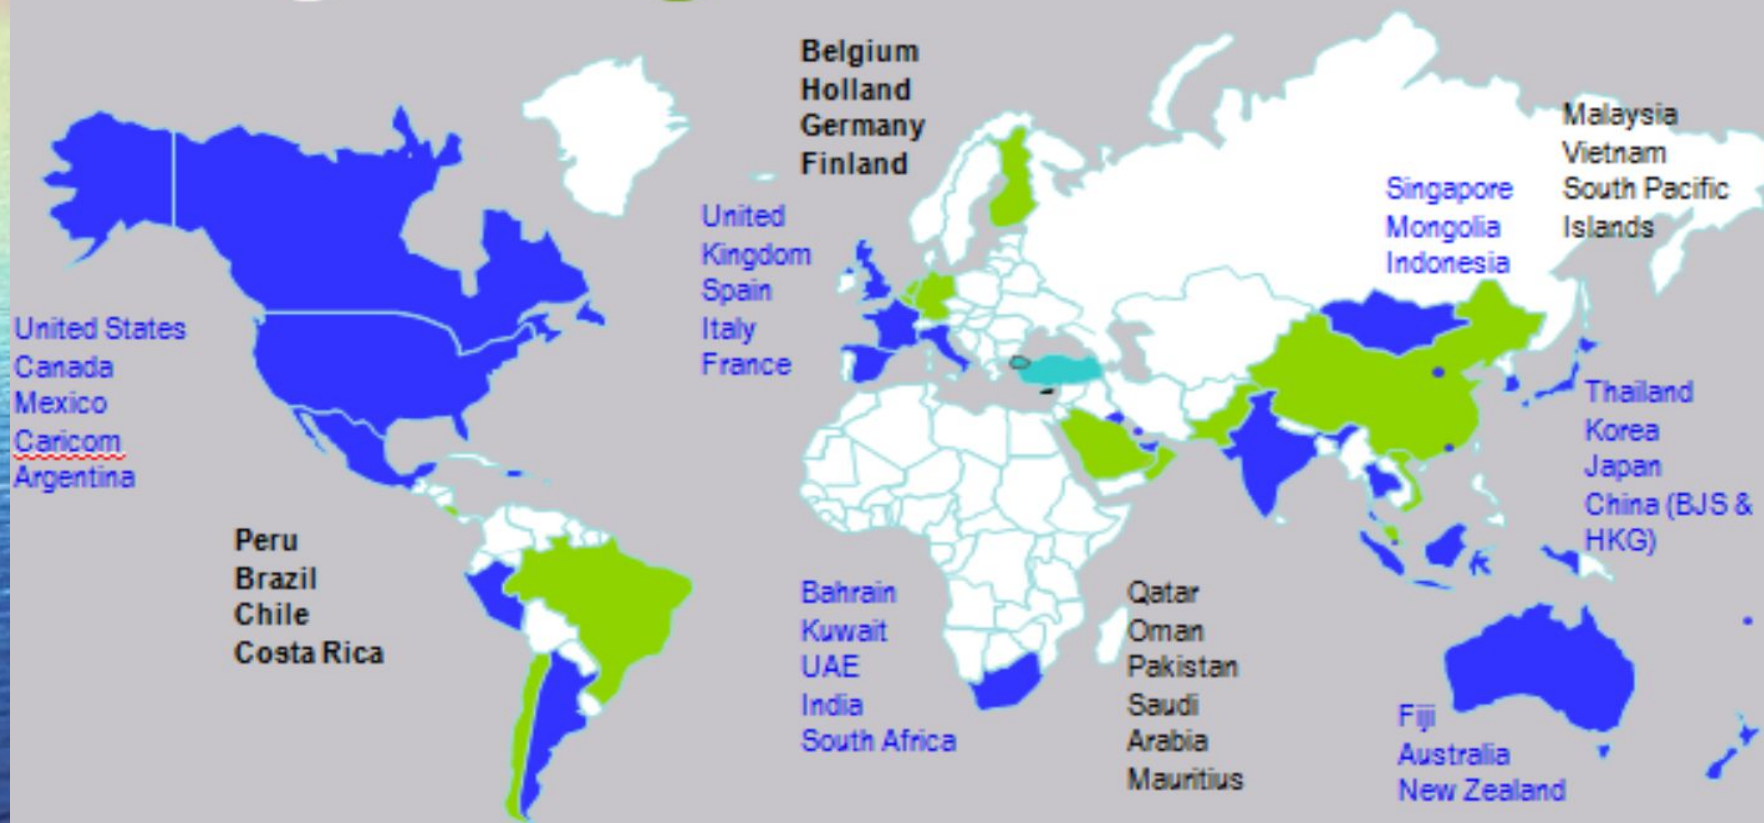 Belgium
Holland
Germany
Finland
Malaysia
Vietnam
South Pacific
Islands
Singapore
Mongolia
Indonesia
United
Kingdom
Spain
Italy
France
United States
Canada
Mexico
Caricom
Argentina
Thailand
Korea
Japan
China (BJS &
HKG)
Peru
Brazil
Chile
Costa Rica
Bahrain
Kuwait
UAE
India
South Africa
Qatar
Oman
Pakistan
Saudi
Arabia
Mauritius
Fiji
Australia
New Zealand